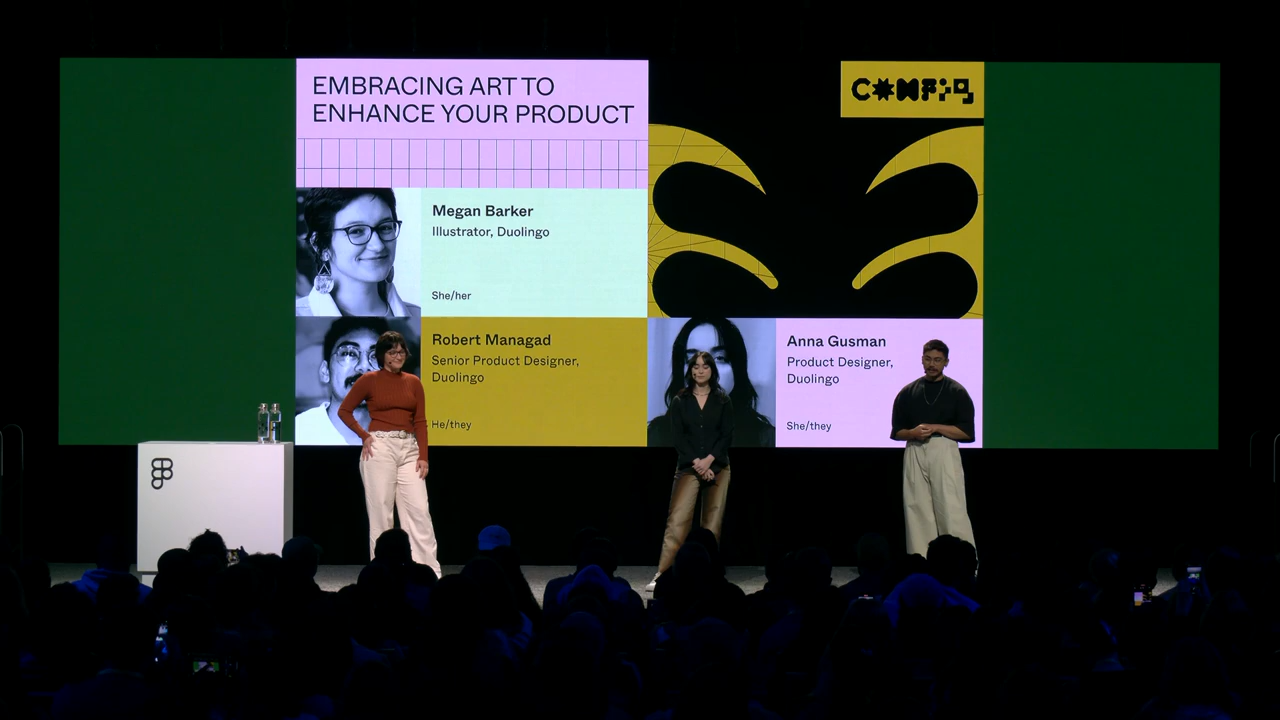 EMBRACING ART TO
ENHANCE YOUR PRODUCT
CONFIG
Megan Barker
Illustrator, Duolingo
She/her
Robert Managad
Senior Product Designer,
Duolingo
He/they
Anna Gusman
Product Designer,
Duolingo
She/they